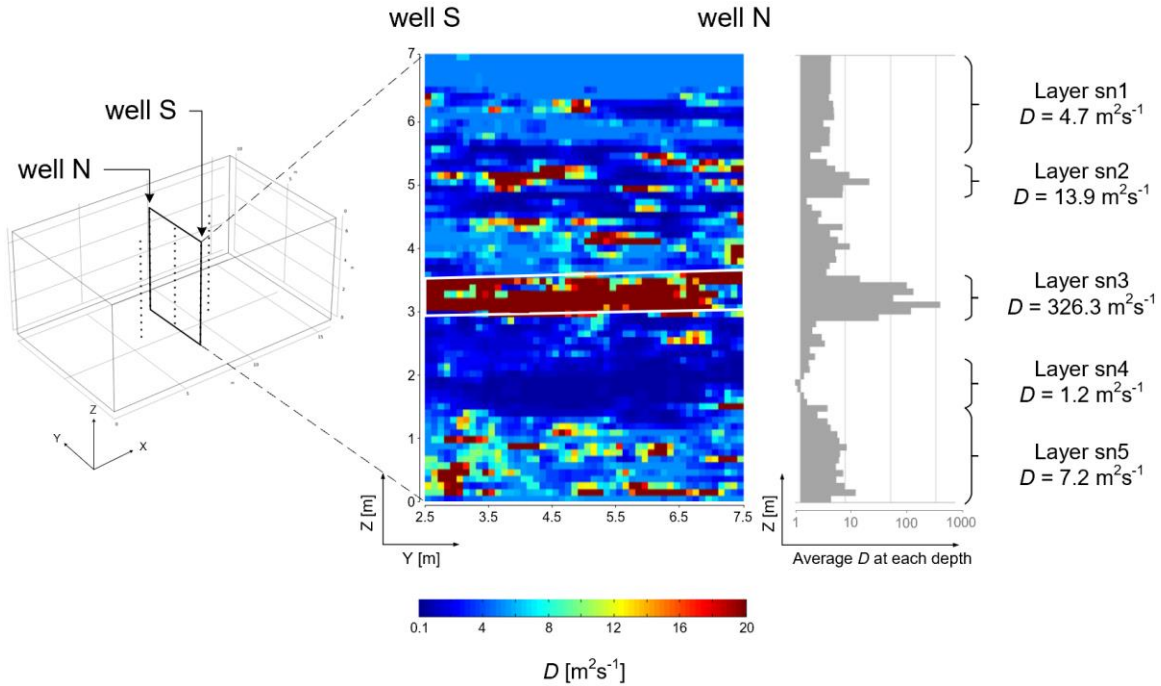 well S
well N
well S
well N
Z
Y
X
7
6
5
4
3
2
1
0
2.5 3.5 4.5 5.5 6.5 7.5
Z [m]
Y [m]
Layer sn1
D = 4.7 m²s⁻¹
Layer sn2
D = 13.9 m²s⁻¹
Layer sn3
D = 326.3 m²s⁻¹
Layer sn4
D = 1.2 m²s⁻¹
Layer sn5
D = 7.2 m²s⁻¹
1 10 100 1000
Z [m]
Average D at each depth
0.1 4 8 12 16 20
D [m²s⁻¹]